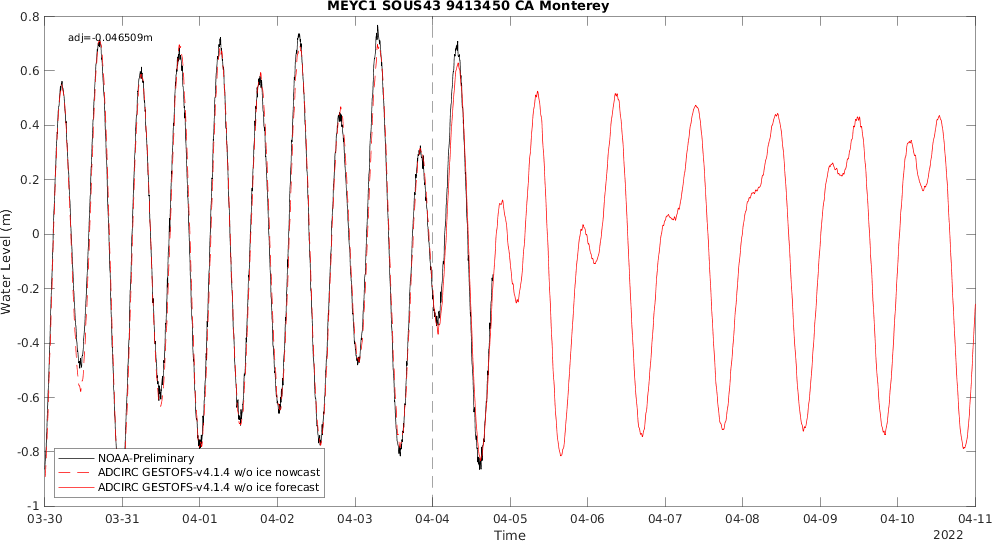 MEYC1 SOUS43 9413450 CA Monterey
adj=-0.046509m
Water Level (m)
0.8
0.6
0.4
0.2
0
-0.2
-0.4
-0.6
-0.8
-1
NOAA-Preliminary
ADCIRC GESTOFS-v4.1.4 w/o ice nowcast
ADCIRC GESTOFS-v4.1.4 w/o ice forecast
03-30 03-31 04-01 04-02 04-03 04-04 04-05 04-06 04-07 04-08 04-09 04-10 04-11
Time
2022